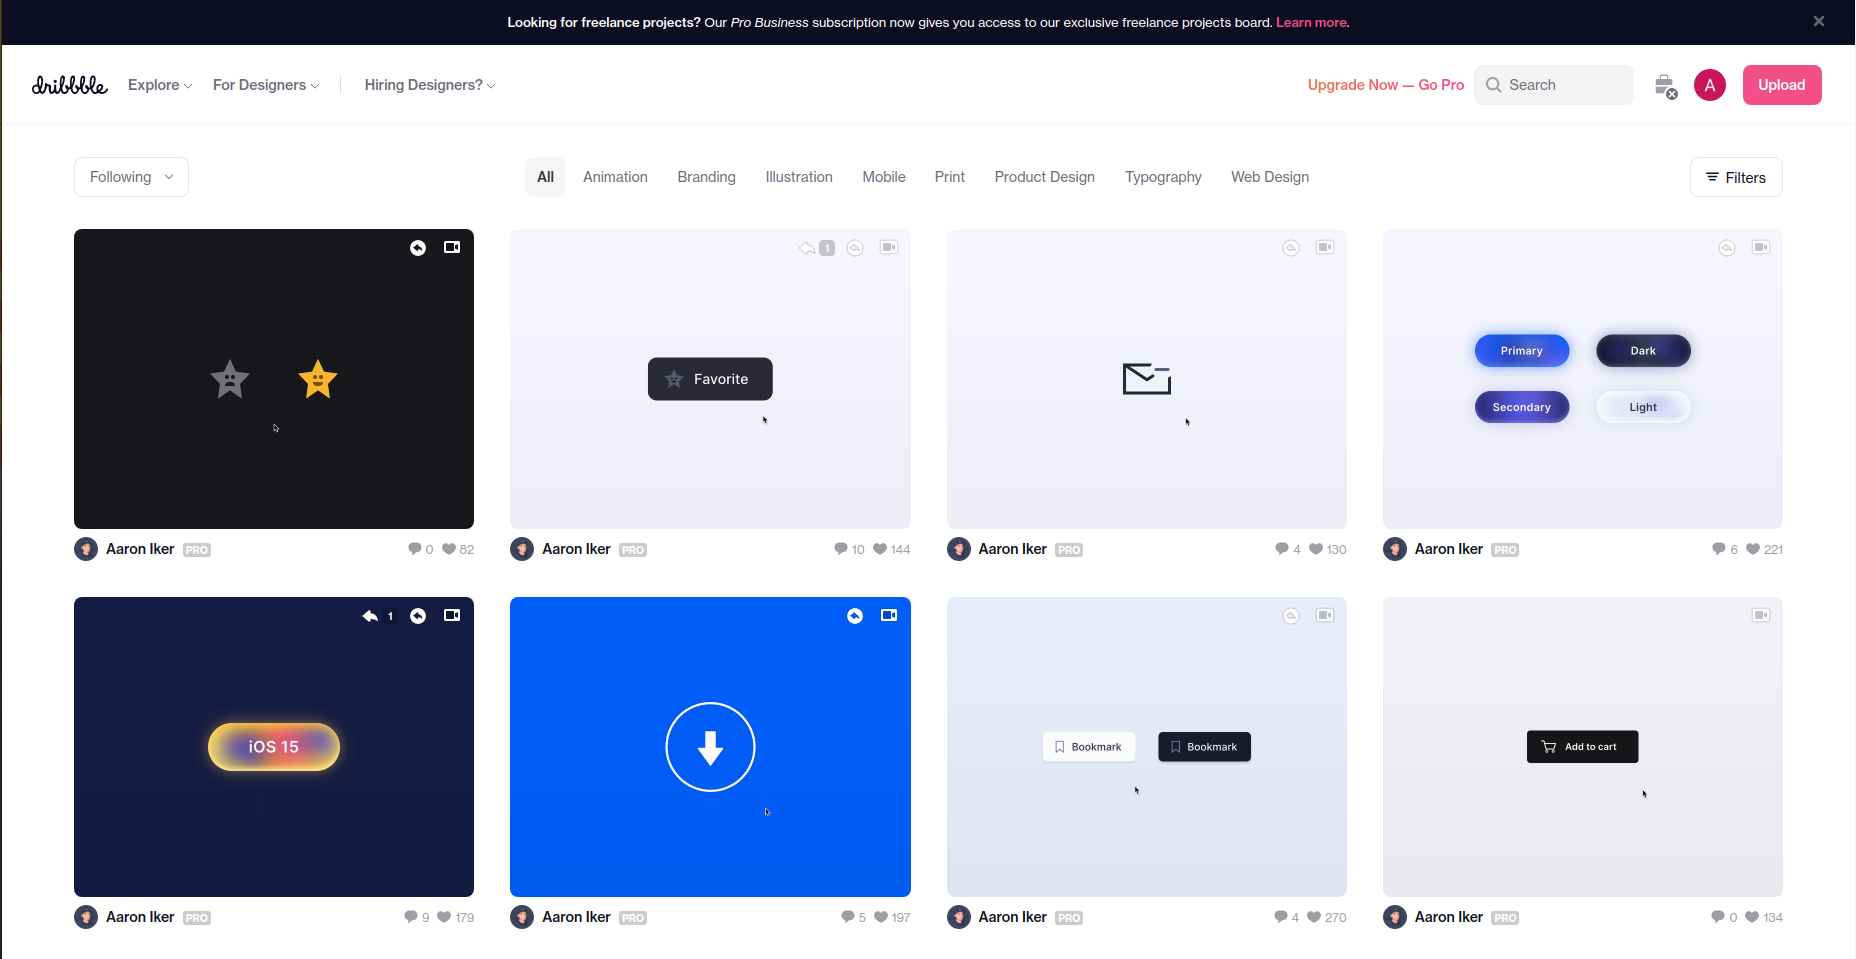 Looking for freelance projects? Our Pro Business subscription now gives you access to our exclusive freelance projects board. Learn more.
dribbble Explore For Designers Hiring Designers? Upgrade Now — Go Pro Search A Upload
Following All Animation Branding Illustration Mobile Print Product Design Typography Web Design Filters
1
Favorite
Primary Dark
Secondary Light
Aaron Iker PRO 0 82 Aaron Iker PRO 10 144 Aaron Iker PRO 4 130 Aaron Iker PRO 6 221
1
iOS 15
Bookmark Bookmark
Add to cart
Aaron Iker PRO 9 179 Aaron Iker PRO 5 197 Aaron Iker PRO 4 270 Aaron Iker PRO 0 134